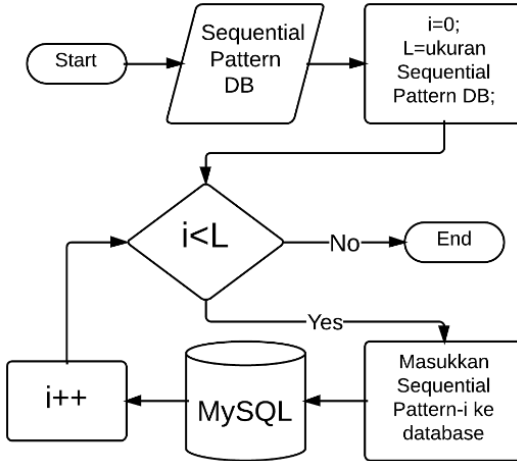 Start
Sequential
Pattern
DB
i=0;
L=ukuran
Sequential
Pattern DB;
i<L
No
End
Yes
Masukkan
Sequential
Pattern-i ke
database
MySQL
i++